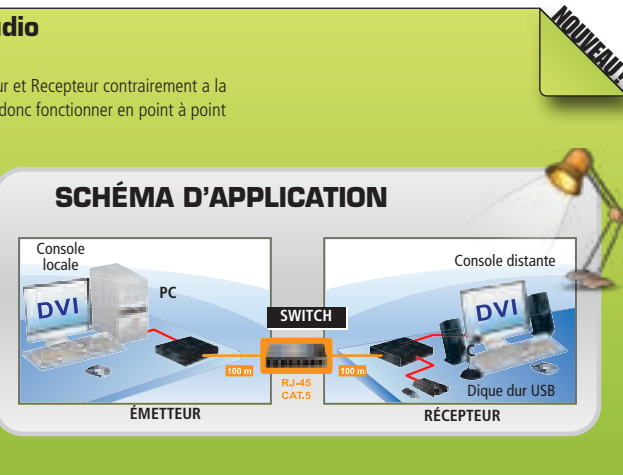 dio
NOUVEAU !
ur et Recepteur contrairement a la
donc fonctionner en point à point
SCHÉMA D'APPLICATION
Console
locale
PC
DVI
SWITCH
Console distante
DVI
C
100 m
RJ-45
CAT.5
100 m
Dique dur USB
ÉMETTEUR
RÉCEPTEUR